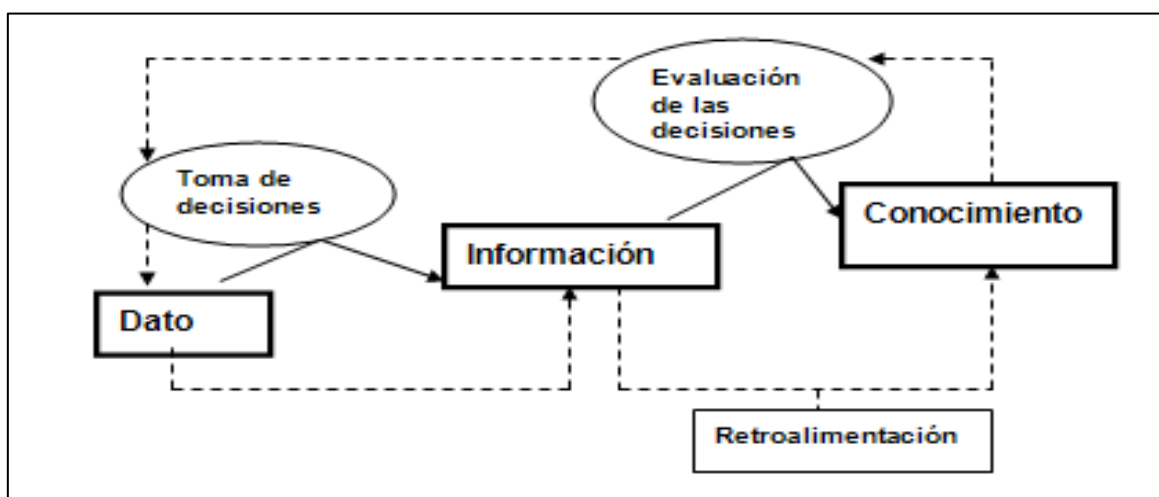 Evaluación
de las
decisiones
Toma de
decisiones
Conocimiento
Información
Dato
Retroalimentación